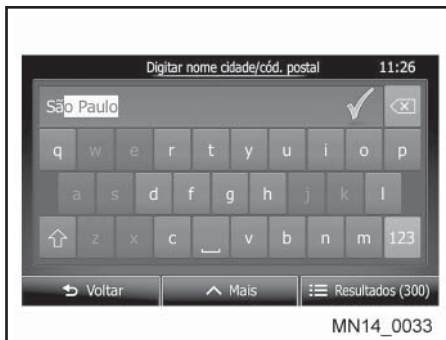 Digitar nome cidade/cód. postal 11:26
São Paulo
q w e r t y u i o p
a s d f g h j k l
z x c v b n m 123
Voltar Mais Resultados (300)
MN14_0033